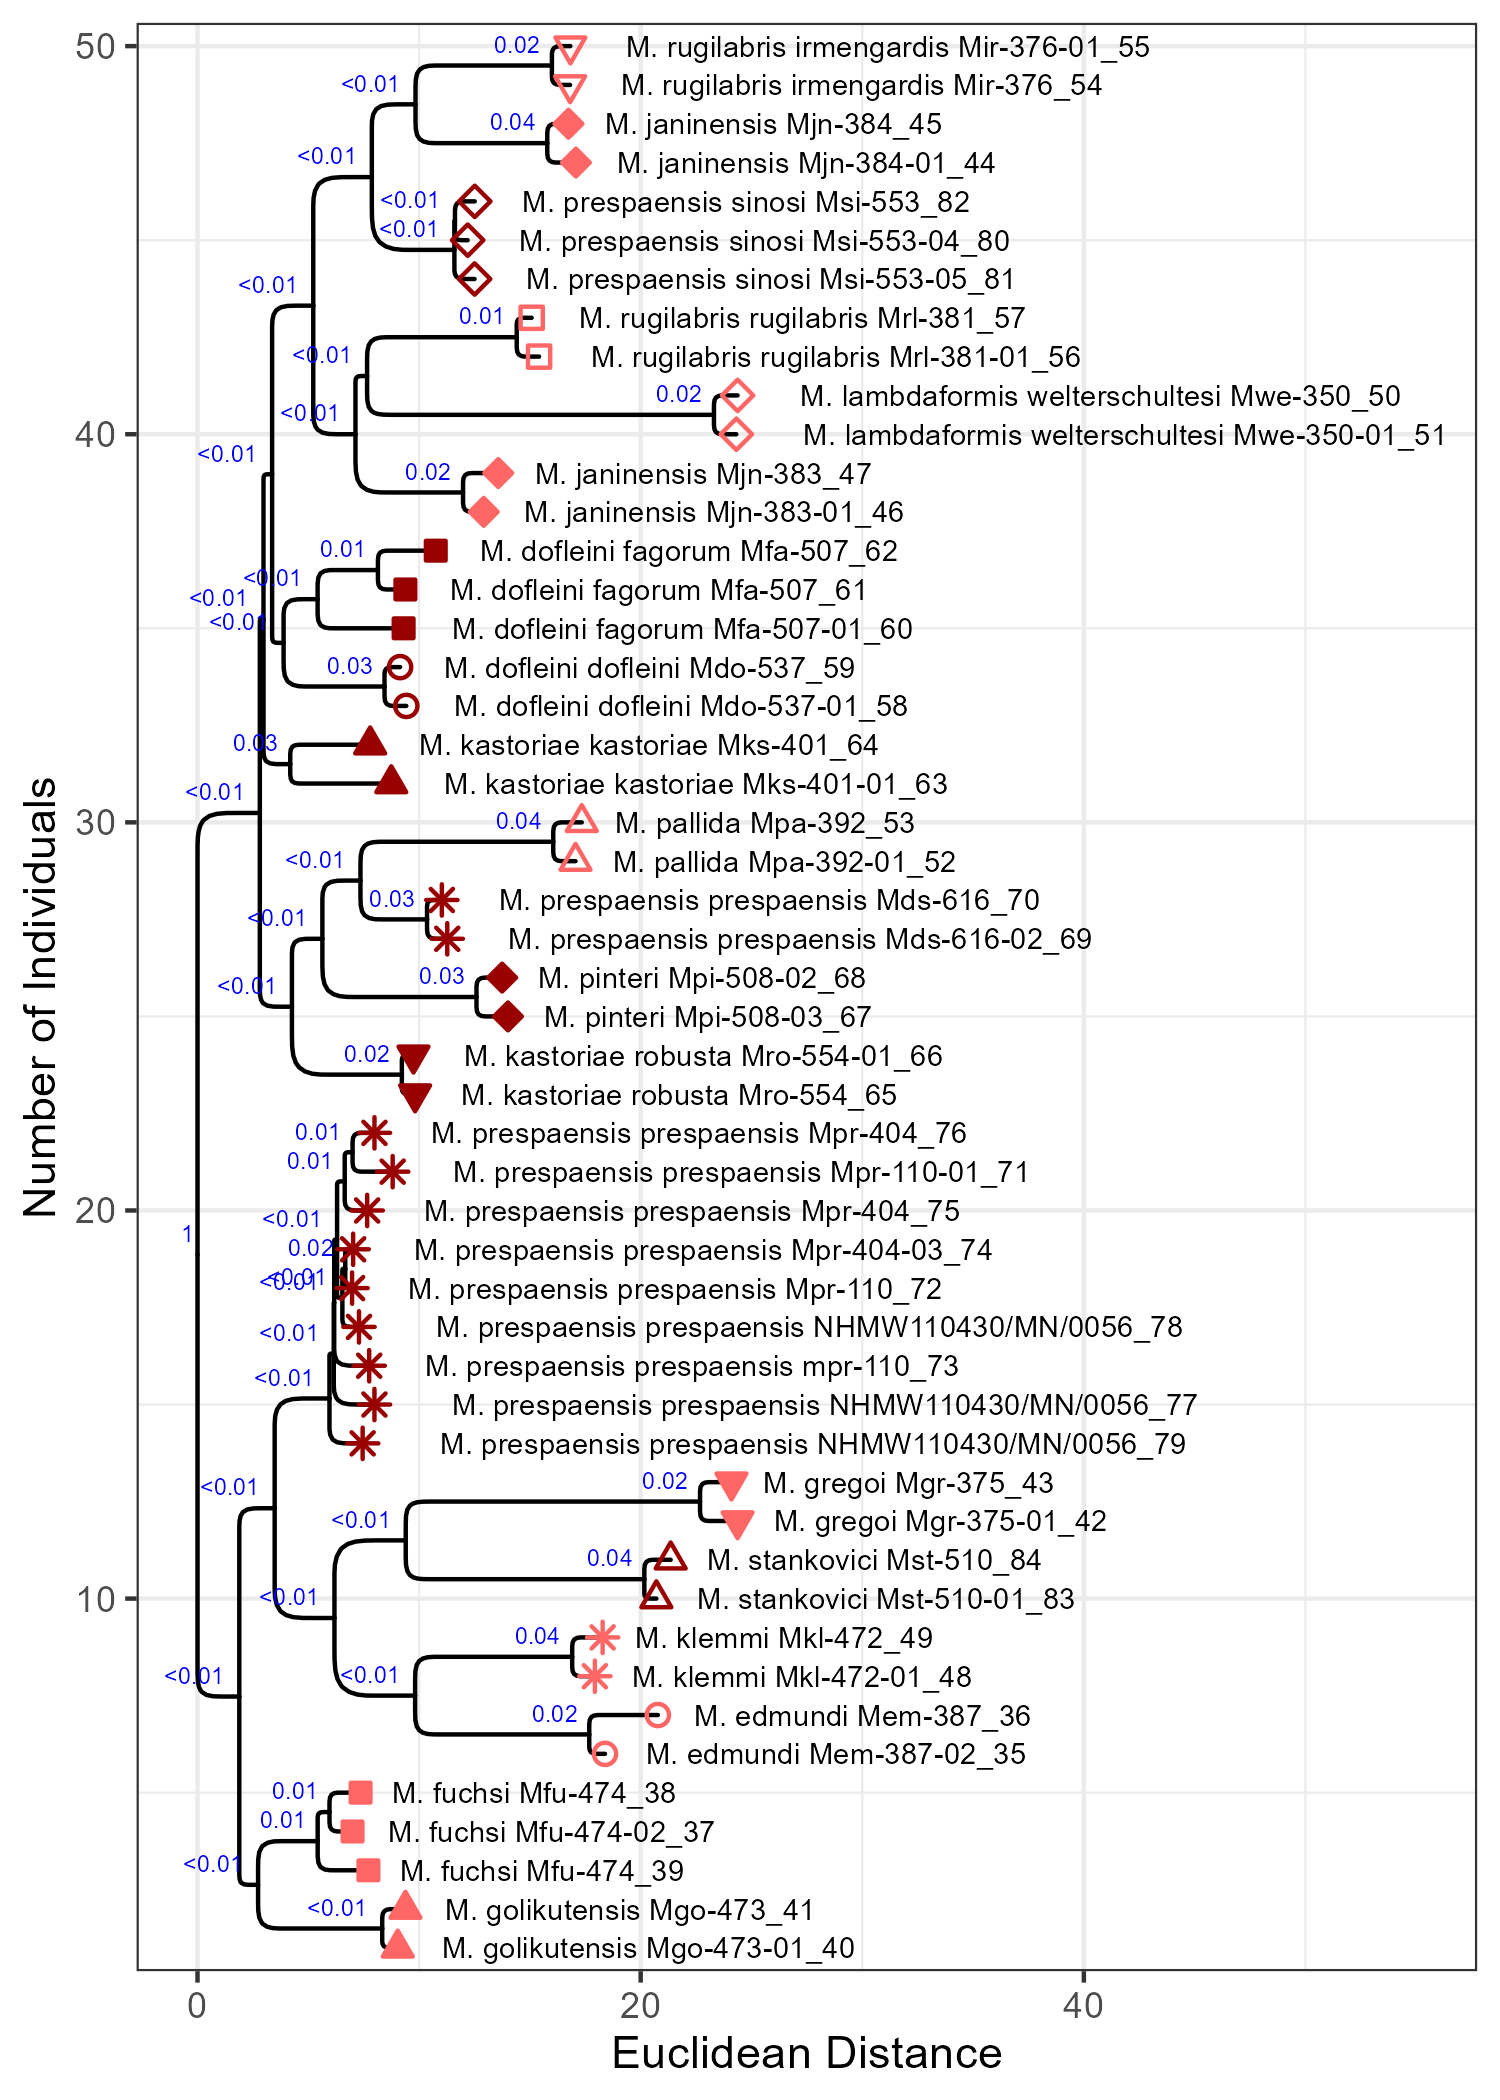 50
0.02
M. rugilabris irmengardis Mir-376-01_55
<0.01
M. rugilabris irmengardis Mir-376_54
0.04
M. janinensis Mjn-384_45
<0.01
M. janinensis Mjn-384-01_44
<0.01
M. prespaensis sinosi Msi-553_82
<0.01
M. prespaensis sinosi Msi-553-04_80
<0.01
M. prespaensis sinosi Msi-553-05_81
0.01
M. rugilabris rugilabris Mrl-381_57
<0.01
M. rugilabris rugilabris Mrl-381-01_56
0.02
M. lambdaformis welterschultesi Mwe-350_50
<0.01
40
M. lambdaformis welterschultesi Mwe-350-01_51
<0.01
0.02
M. janinensis Mjn-383_47
M. janinensis Mjn-383-01_46
0.01
M. dofleini fagorum Mfa-507_62
<0.01
M. dofleini fagorum Mfa-507_61
<0.01
<0.01
M. dofleini fagorum Mfa-507-01_60
0.03
M. dofleini dofleini Mdo-537_59
M. dofleini dofleini Mdo-537-01_58
0.03
M. kastoriae kastoriae Mks-401_64
<0.01
M. kastoriae kastoriae Mks-401-01_63
30
0.04
M. pallida Mpa-392_53
<0.01
M. pallida Mpa-392-01_52
0.03
M. prespaensis prespaensis Mds-616_70
<0.01
M. prespaensis prespaensis Mds-616-02_69
0.03
M. pinteri Mpi-508-02_68
<0.01
M. pinteri Mpi-508-03_67
0.02
M. kastoriae robusta Mro-554-01_66
M. kastoriae robusta Mro-554_65
0.01
M. prespaensis prespaensis Mpr-404_76
0.01
M. prespaensis prespaensis Mpr-110-01_71
20
<0.01
M. prespaensis prespaensis Mpr-404_75
1
0.02
M. prespaensis prespaensis Mpr-404-03_74
<0.01
<0.01
M. prespaensis prespaensis Mpr-110_72
<0.01
M. prespaensis prespaensis NHMW110430/MN/0056_78
<0.01
M. prespaensis prespaensis mpr-110_73
M. prespaensis prespaensis NHMW110430/MN/0056_77
M. prespaensis prespaensis NHMW110430/MN/0056_79
<0.01
0.02
M. gregoi Mgr-375_43
<0.01
M. gregoi Mgr-375-01_42
0.04
M. stankovici Mst-510_84
10
<0.01
M. stankovici Mst-510-01_83
0.04
M. klemmi Mkl-472_49
<0.01
<0.01
M. klemmi Mkl-472-01_48
0.02
M. edmundi Mem-387_36
M. edmundi Mem-387-02_35
0.01
M. fuchsi Mfu-474_38
0.01
M. fuchsi Mfu-474-02_37
<0.01
M. fuchsi Mfu-474_39
<0.01
M. golikutensis Mgo-473_41
M. golikutensis Mgo-473-01_40
0
20
40
Euclidean Distance
Number of Individuals